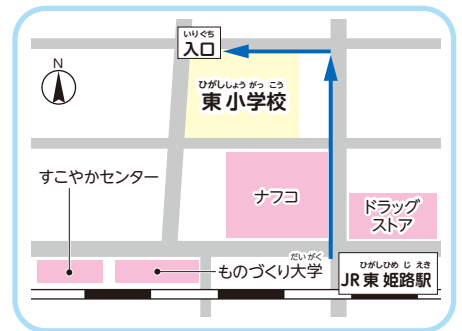 いりぐち
入口
N
ひがししょうがっこう
東小学校
すこやかセンター
ナフコ
ドラッグ
ストア
だいがく
ものづくり大学
ひがしひめじえき
JR東姫路駅